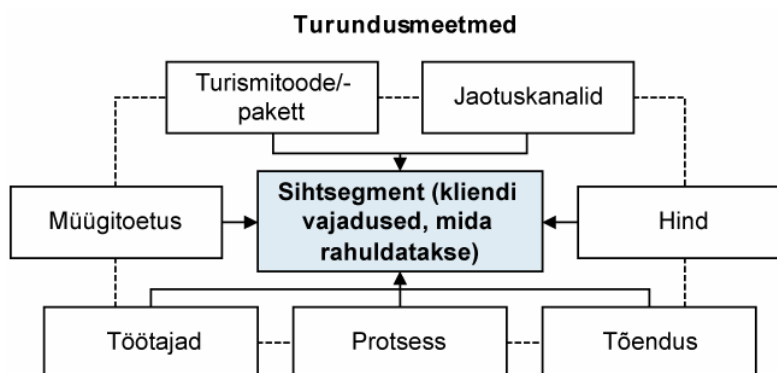 Turundusmeetmed
Turismitoode/-
pakett
Jaotuskanalid
Müügitoetus
Sihtsegment (kliendi
vajadused, mida
rahuldatakse)
Hind
Töötajad
Protsess
Tõendus